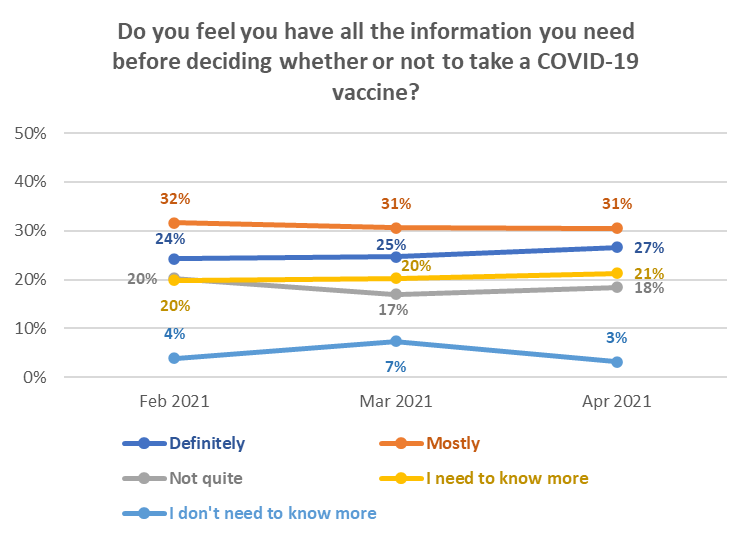 Do you feel you have all the information you need
before deciding whether or not to take a COVID-19
vaccine?
50%
40%
32%
31%
31%
30%
24%
25%
27%
20%
20%
20%
21%
18%
20%
17%
10%
4%
7%
3%
0%
Feb 2021
Mar 2021
Apr 2021
Definitely
Mostly
Not quite
I need to know more
I don't need to know more